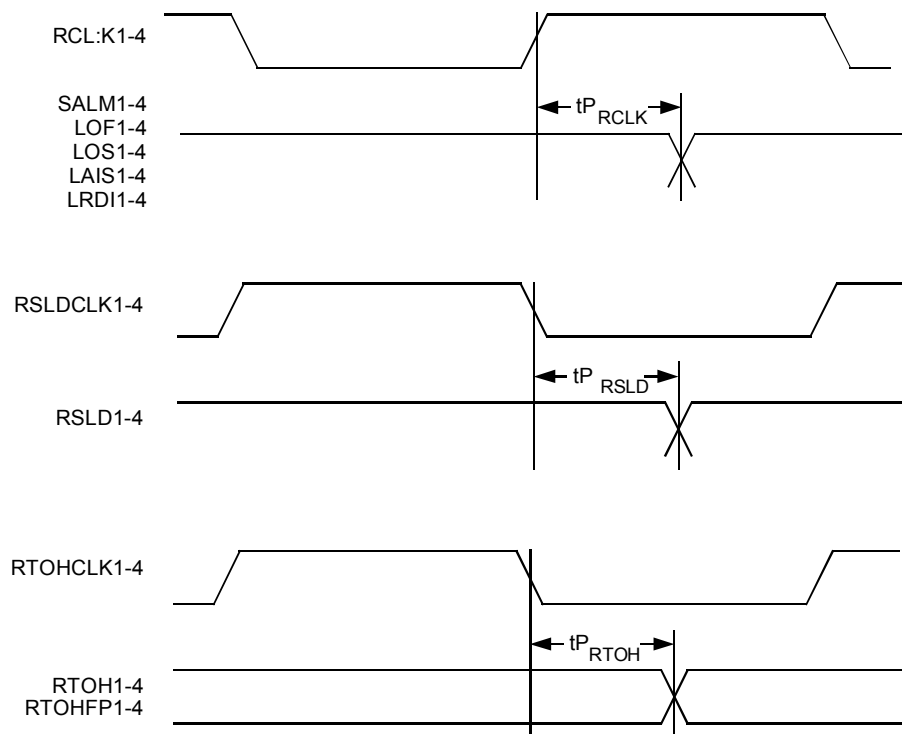 RCL:K1-4
SALM1-4
LOF1-4
LOS1-4
LAIS1-4
LRDI1-4
tP RCLK
RSLDCLK1-4
tP RSLD
RSLD1-4
RTOHCLK1-4
tP RTOH
RTOH1-4
RTOHFP1-4